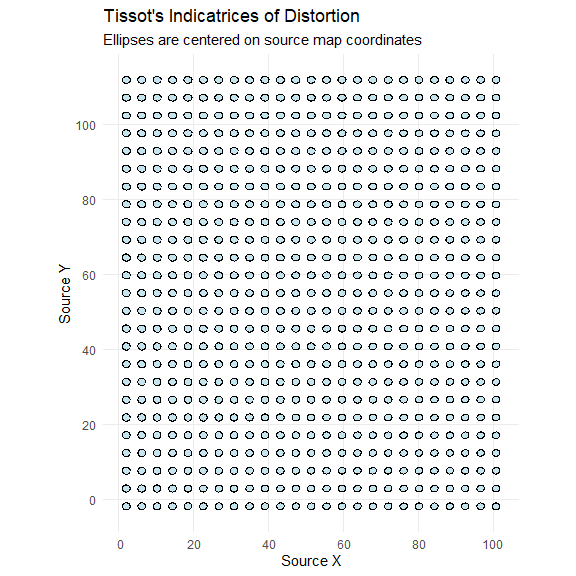 Tissot's Indicatrices of Distortion
Ellipses are centered on source map coordinates
100
80
60
40
20
0
Source Y
0 20 40 60 80 100
Source X